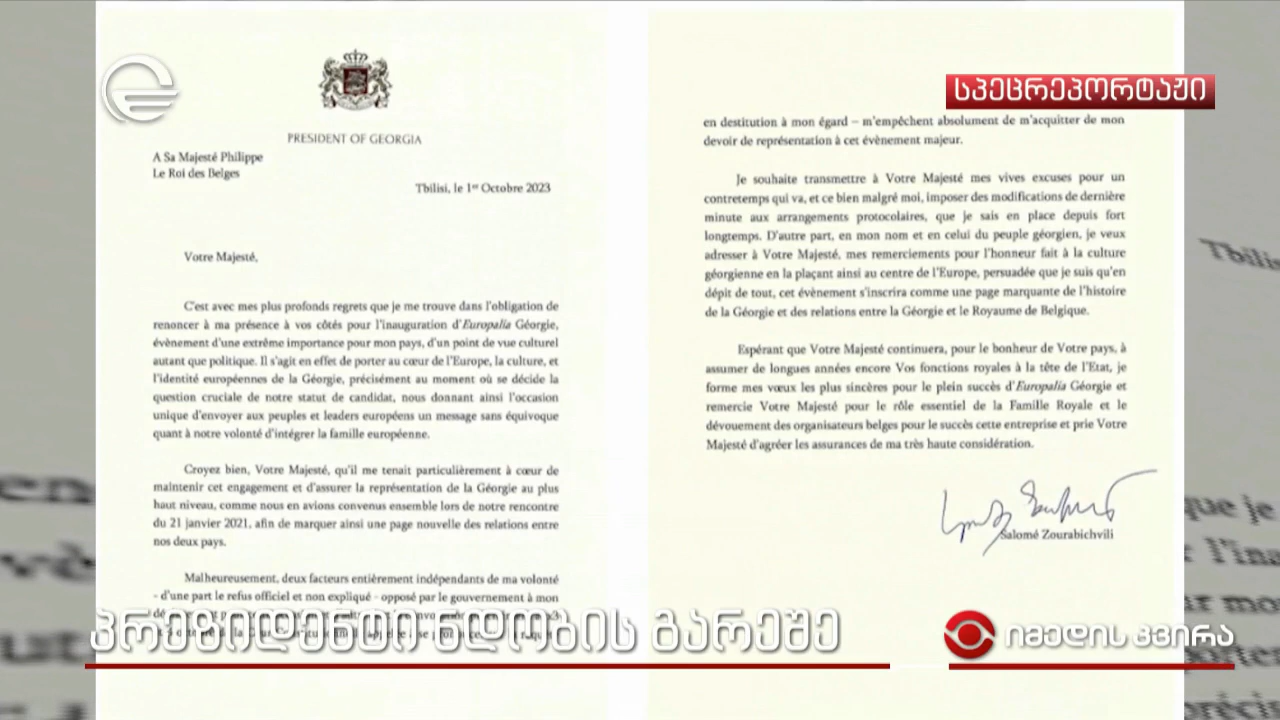 PRESIDENT OF GEORGIA
A Sa Majesté Philippe
Le Roi des Belges
Tbilisi, le 1er Octobre 2023
Votre Majesté,
C'est avec mes plus profonds regrets que je me trouve dans l'obligation de
renoncer à ma présence à vos côtés pour l'inauguration d'Europalia Géorgie,
évènement d'une extrême importance pour mon pays, d'un point de vue culturel
autant que politique. Il s'agit en effet de porter au cœur de l'Europe, la culture, et
l'identité européennes de la Géorgie, précisément au moment où se décide la
question cruciale de notre statut de candidat, nous donnant ainsi l'occasion
unique d'envoyer aux peuples et leaders européens un message sans équivoque
quant à notre volonté d'intégrer la famille européenne.
Croyez bien, Votre Majesté, qu'il me tenait particulièrement à cœur de
maintenir cet engagement et d'assurer la représentation de la Géorgie au plus
haut niveau, comme nous en avions convenus ensemble lors de notre rencontre
du 21 janvier 2021, afin de marquer ainsi une page nouvelle des relations entre
nos deux pays.
Malheureusement, deux facteurs entièrement indépendants de ma volonté
- d'une part le refus officiel et non expliqué - opposé par le gouvernement à mon
პრეზიდენტი ნდობის გარეშე
სპეცრეპორტაჟი
en destitution à mon égard – m'empêchent absolument de m'acquitter de mon
devoir de représentation à cet évènement majeur.
Je souhaite transmettre à Votre Majesté mes vives excuses pour un
contretemps qui va, et ce bien malgré moi, imposer des modifications de dernière
minute aux arrangements protocolaires, que je sais en place depuis fort
longtemps. D'autre part, en mon nom et en celui du peuple géorgien, je veux
adresser à Votre Majesté, mes remerciements pour l'honneur fait à la culture
géorgienne en la plaçant ainsi au centre de l'Europe, persuadée que je suis qu'en
dépit de tout, cet évènement s'inscrira comme une page marquante de l'histoire
de la Géorgie et des relations entre la Géorgie et le Royaume de Belgique.
Espérant que Votre Majesté continuera, pour le bonheur de Votre pays, à
assumer de longues années encore Vos fonctions royales à la tête de l'Etat, je
forme mes vœux les plus sincères pour le plein succès d'Europalia Géorgie et
remercie Votre Majesté pour le rôle essentiel de la Famille Royale et le
dévouement des organisateurs belges pour le succès cette entreprise et prie Votre
Majesté d'agréer les assurances de ma très haute considération.
Salomé Zourabichvili
იმედის კვირა